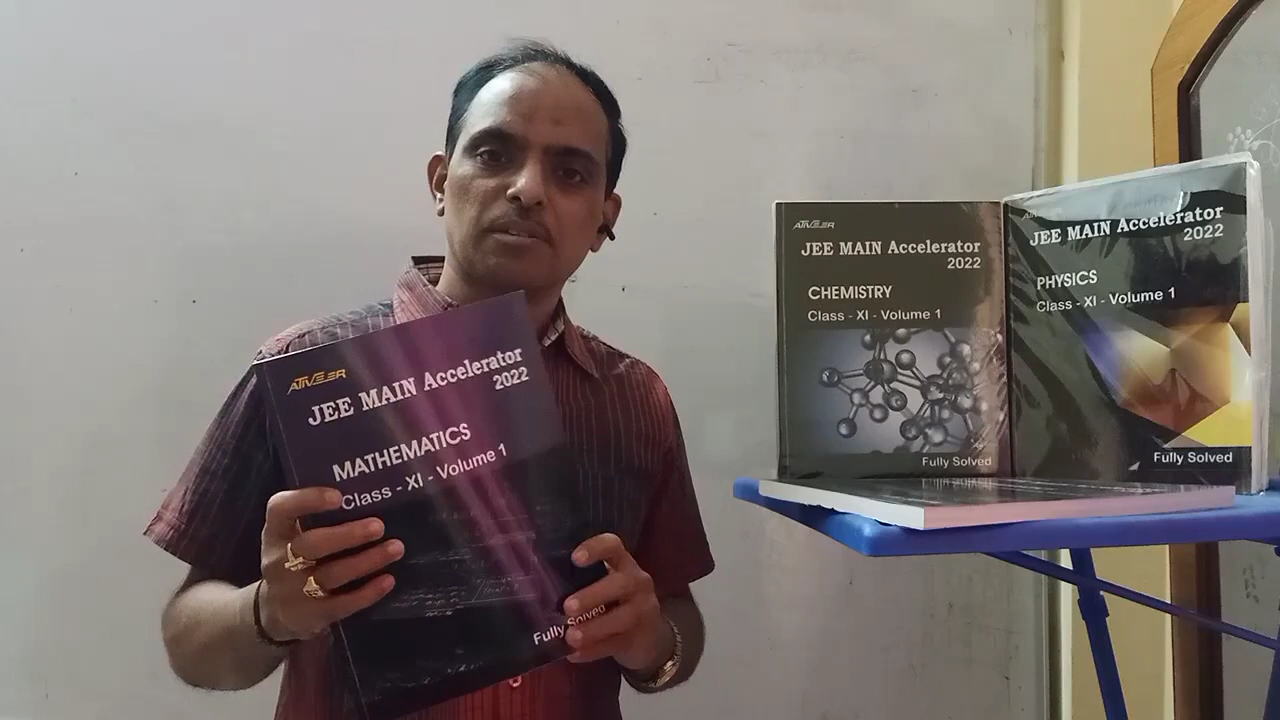 ATIVEER
JEE MAIN Accelerator
2022
MATHEMATICS
Class - XI - Volume 1
Fully Solved
ATIVEER
JEE MAIN Accelerator
2022
CHEMISTRY
Class - XI - Volume 1
Fully Solved
ATIVEER
JEE MAIN Accelerator
2022
PHYSICS
Class - XI - Volume 1
Fully Solved